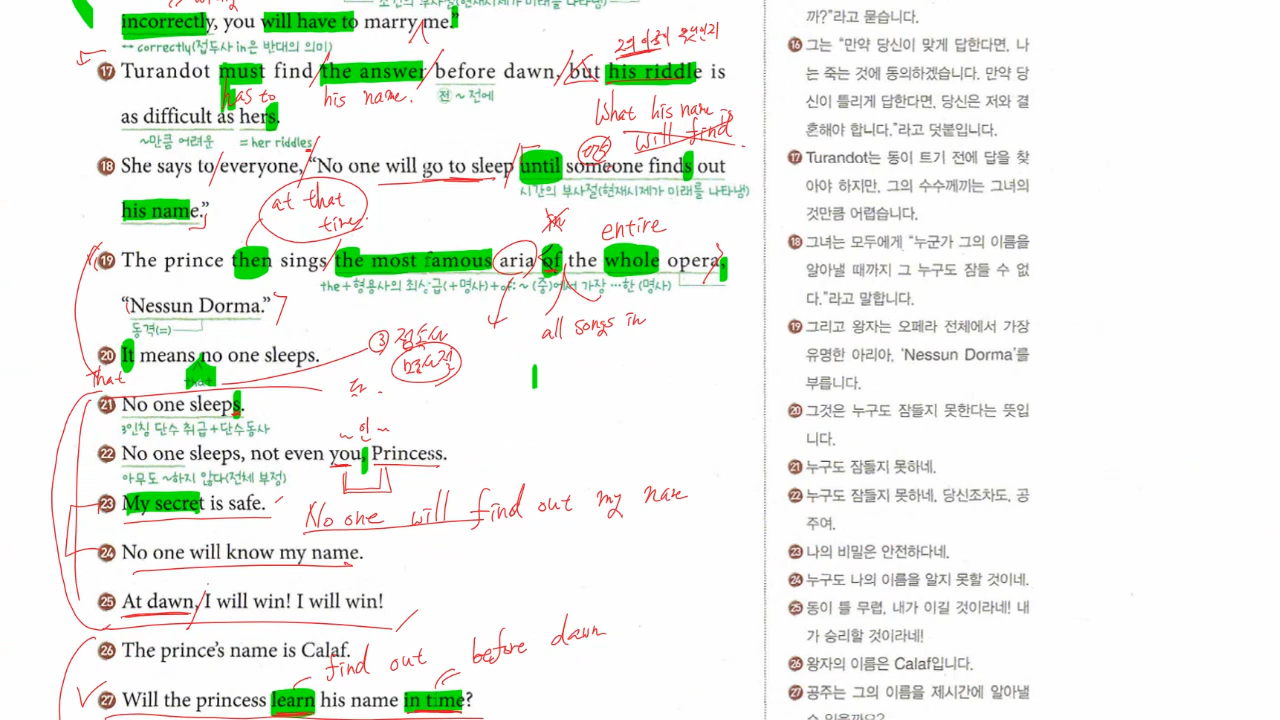 incorrectly, you will have to marry me."
↔ correctly(접두사 in은 반대의 의미)
17 Turandot must find the answer before dawn, but his riddle is
has to
his name.
전 ~ 전에
What his name is
will find
as difficult as hers.
~만큼 어려운
= her riddles
18 She says to everyone, "No one will go to sleep until someone finds out
시간의 부사절(현재시제가 미래를 나타냄)
his name."
at that time.
in
entire
19 The prince then sings the most famous aria of the whole opera,
the+형용사의 최상급(+명사)+of: ~ (중)에서 가장 …한 (명사)
"Nessun Dorma."
동격(=)
all songs in
③ 접속사
20 It means no one sleeps.
That
that
21 No one sleeps.
3인칭 단수 취급+단수동사
~인~
22 No one sleeps, not even you, Princess.
아무도 ~하지 않다(전체 부정)
23 My secret is safe.
No one will find out my name
24 No one will know my name.
25 At dawn, I will win! I will win!
26 The prince's name is Calaf.
find out
before dawn
27 Will the princess learn his name in time?
까?"라고 묻습니다.
16 그는 "만약 당신이 맞게 답한다면, 나
는 죽는 것에 동의하겠습니다. 만약 당
신이 틀리게 답한다면, 당신은 저와 결
혼해야 합니다."라고 덧붙입니다.
17 Turandot는 동이 트기 전에 답을 찾
아야 하지만, 그의 수수께끼는 그녀의
것만큼 어렵습니다.
18 그녀는 모두에게 "누군가 그의 이름을
알아낼 때까지 그 누구도 잠들 수 없
다."라고 말합니다.
19 그리고 왕자는 오페라 전체에서 가장
유명한 아리아, 'Nessun Dorma'를
부릅니다.
20 그것은 누구도 잠들지 못한다는 뜻입
니다.
21 누구도 잠들지 못하네.
22 누구도 잠들지 못하네, 당신조차도, 공
주여.
23 나의 비밀은 안전하다네.
24 누구도 나의 이름을 알지 못할 것이네.
25 동이 틀 무렵, 내가 이길 것이라네! 내
가 승리할 것이라네!
26 왕자의 이름은 Calaf입니다.
27 공주는 그의 이름을 제시간에 알아낼